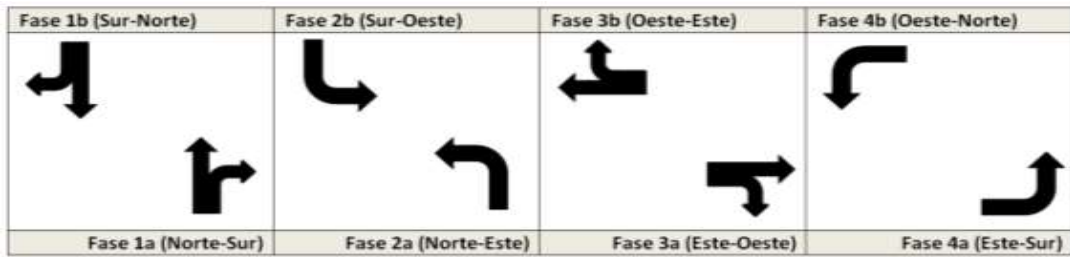 Fase 1b (Sur-Norte)
Fase 2b (Sur-Oeste)
Fase 3b (Oeste-Este)
Fase 4b (Oeste-Norte)
Fase 1a (Norte-Sur)
Fase 2a (Norte-Este)
Fase 3a (Este-Oeste)
Fase 4a (Este-Sur)